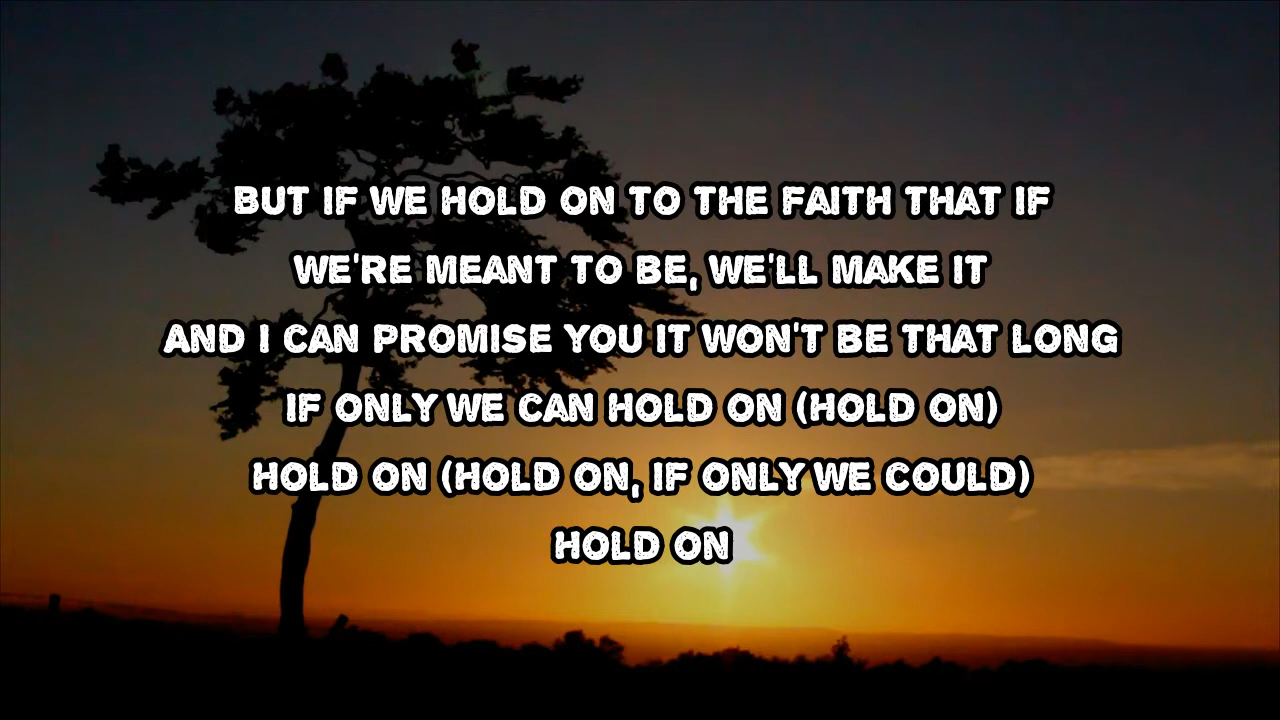 BUT IF WE HOLD ON TO THE FAITH THAT IF
WE'RE MEANT TO BE, WE'LL MAKE IT
AND I CAN PROMISE YOU IT WON'T BE THAT LONG
IF ONLY WE CAN HOLD ON (HOLD ON)
HOLD ON (HOLD ON, IF ONLY WE COULD)
HOLD ON